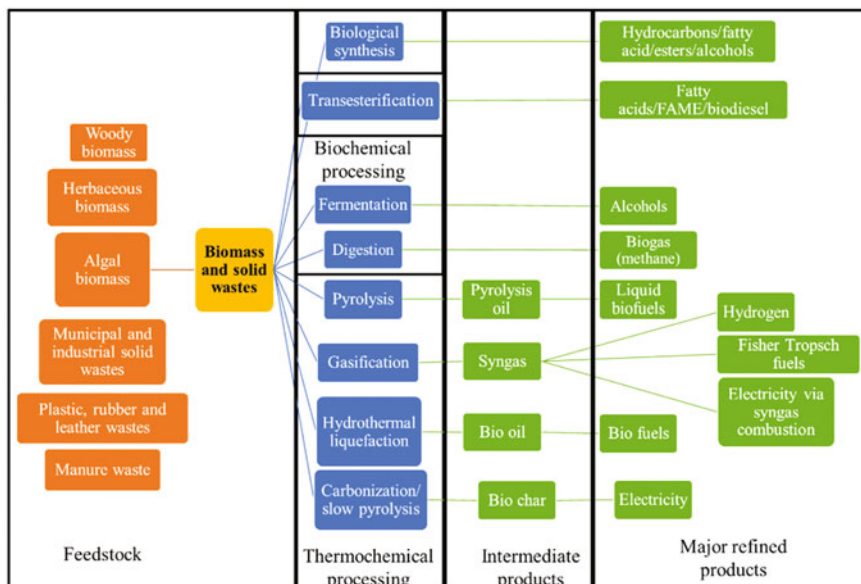 Woody
biomass
Herbaceous
biomass
Algal
biomass
Municipal and
industrial solid
wastes
Plastic, rubber and
leather wastes
Manure waste
Feedstock
Biomass
and solid
wastes
Biological
synthesis
Transesterification
Biochemical
processing
Fermentation
Digestion
Pyrolysis
Gasification
Hydrothermal
liquefaction
Carbonization/
slow pyrolysis
Thermochemical
processing
Pyrolysis
oil
Syngas
Bio oil
Bio char
Intermediate
products
Hydrocarbons/fatty
acid/esters/alcohols
Fatty
acids/FAME/biodiesel
Alcohols
Biogas
(methane)
Liquid
biofuels
Hydrogen
Fisher Tropsch
fuels
Electricity via
syngas
combustion
Bio fuels
Electricity
Major refined
products